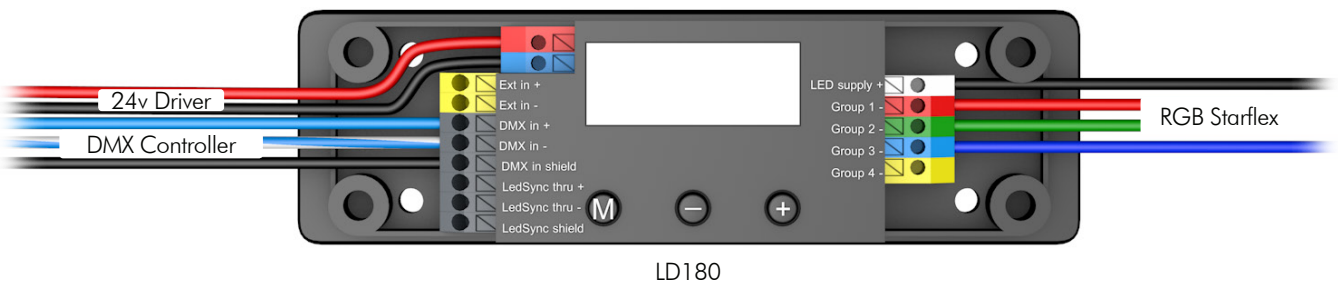 24v Driver
DMX Controller
Ext in +
Ext in -
DMX in +
DMX in -
DMX in shield
LedSync thru +
LedSync thru -
LedSync shield
M
−
+
LED supply +
Group 1 -
Group 2 -
Group 3 -
Group 4 -
RGB Starflex
LD180